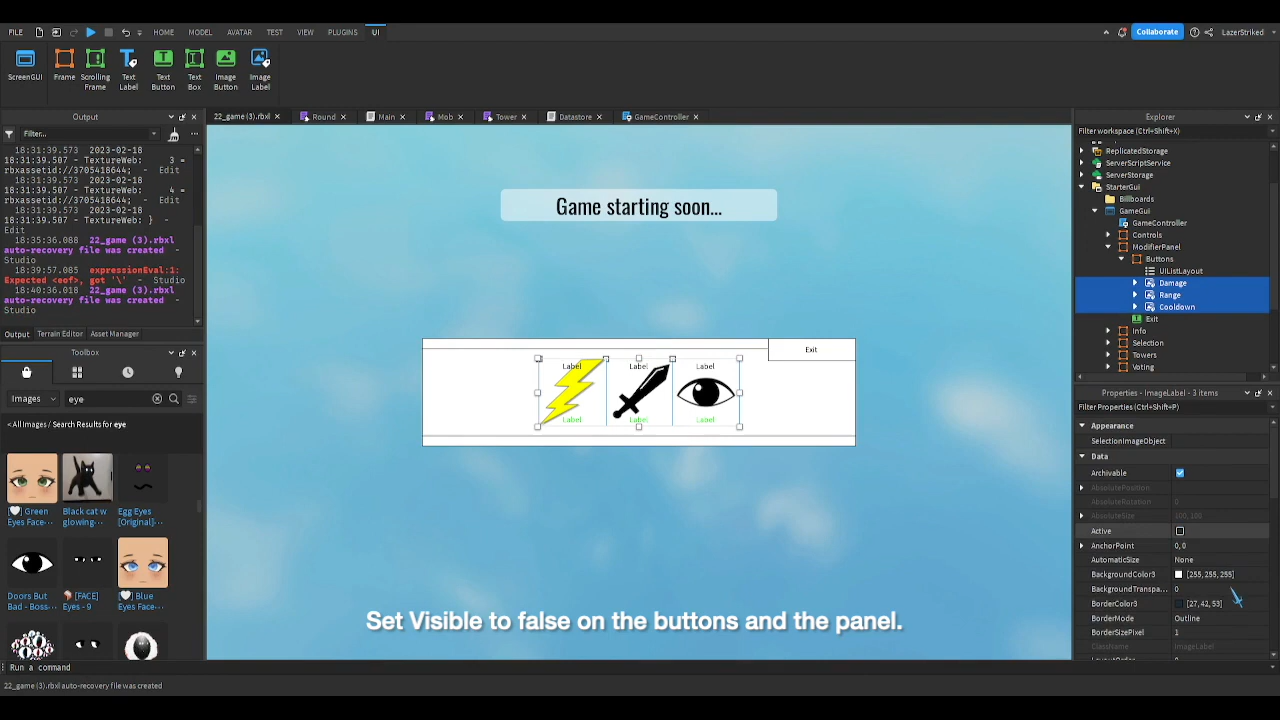 FILE HOME MODEL AVATAR TEST VIEW PLUGINS UI Collaborate LazerStriked
ScreenGUI Frame Scrolling Frame Text Label Text Button Text Box Image Button Image Label
Output
22_game (3).rbxl Round Main Mob Tower Datastore GameController
Explorer
Filter...
18:31:39.573 2023-02-18
18:31:39.507 - TextureWeb: 3 =
rbxassetid://3705418644; - Edit
18:31:39.573 2023-02-18
18:31:39.507 - TextureWeb: 4 =
rbxassetid://3705418644; - Edit
18:31:39.573 2023-02-18
18:31:39.507 - TextureWeb: } -
Edit
18:35:36.088 22_game (3).rbxl
auto-recovery file was created -
Studio
18:39:57.085 expressionEval:1:
Expected <eof>, got '\' - Studio
18:40:36.018 22_game (3).rbxl
auto-recovery file was created -
Studio
Output Terrain Editor Asset Manager
Toolbox
Images eye
<All images / Search Results for eye
Green Eyes Face...
Black cat w glowing...
Egg Eyes [Original]...
Doors But Bad - Boss...
[FACE] Eyes - 9
Blue Eyes Face...
Game starting soon...
Exit
Label Label Label
Label Label Label
Set Visible to false on the buttons and the panel.
Filter workspace (Ctrl+Shift+X)
ReplicatedStorage
ServerScriptService
ServerStorage
StarterGui
Billboards
GameGui
GameController
Controls
ModifierPanel
Buttons
UIListLayout
Damage
Range
Cooldown
Exit
Info
Selection
Towers
Voting
Properties - ImageLabel - 3 items
Filter Properties (Ctrl+Shift+P)
Appearance
SelectionImageObject
Data
Archivable
AbsolutePosition
AbsoluteRotation 0
AbsoluteSize 100, 100
Active
AnchorPoint 0, 0
AutomaticSize None
BackgroundColor3 [255,255,255]
BackgroundTranspa... 0
BorderColor3 [27, 42, 53]
BorderMode Outline
BorderSizePixel 1
ClassName ImageLabel
Run a command
22_game (3).rbxl auto-recovery file was created